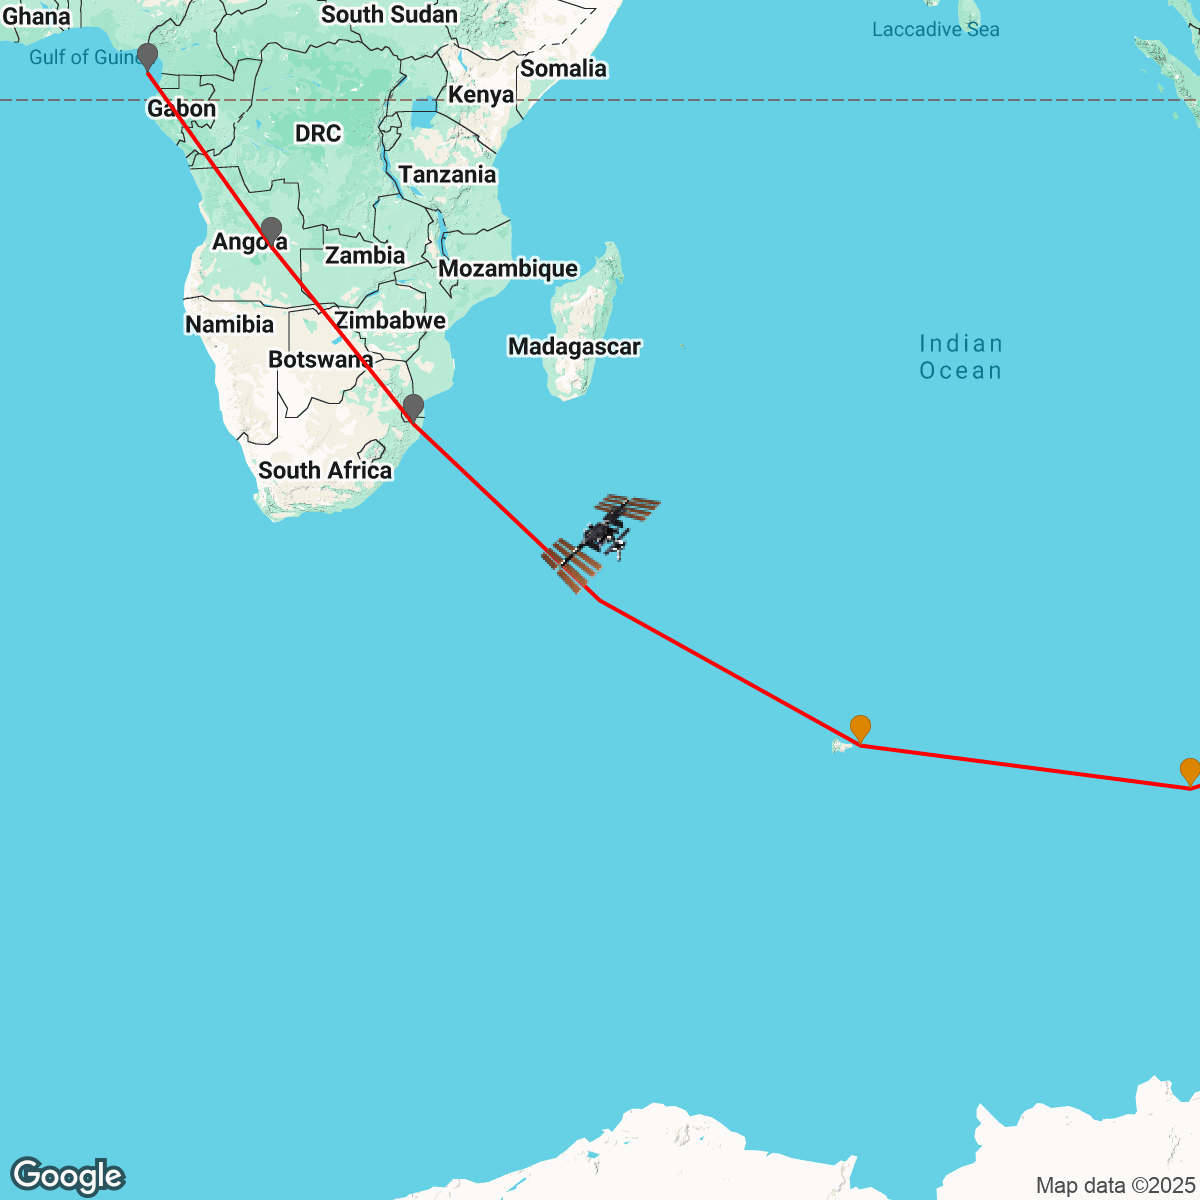 Ghana
South Sudan
Laccadive Sea
Gulf of Guine
Somalia
Kenya
Gabon
DRC
Tanzania
Angola
Zambia
Mozambique
Namibia
Zimbabwe
Botswana
Madagascar
Indian
Ocean
South Africa
Google
Map data ©2025